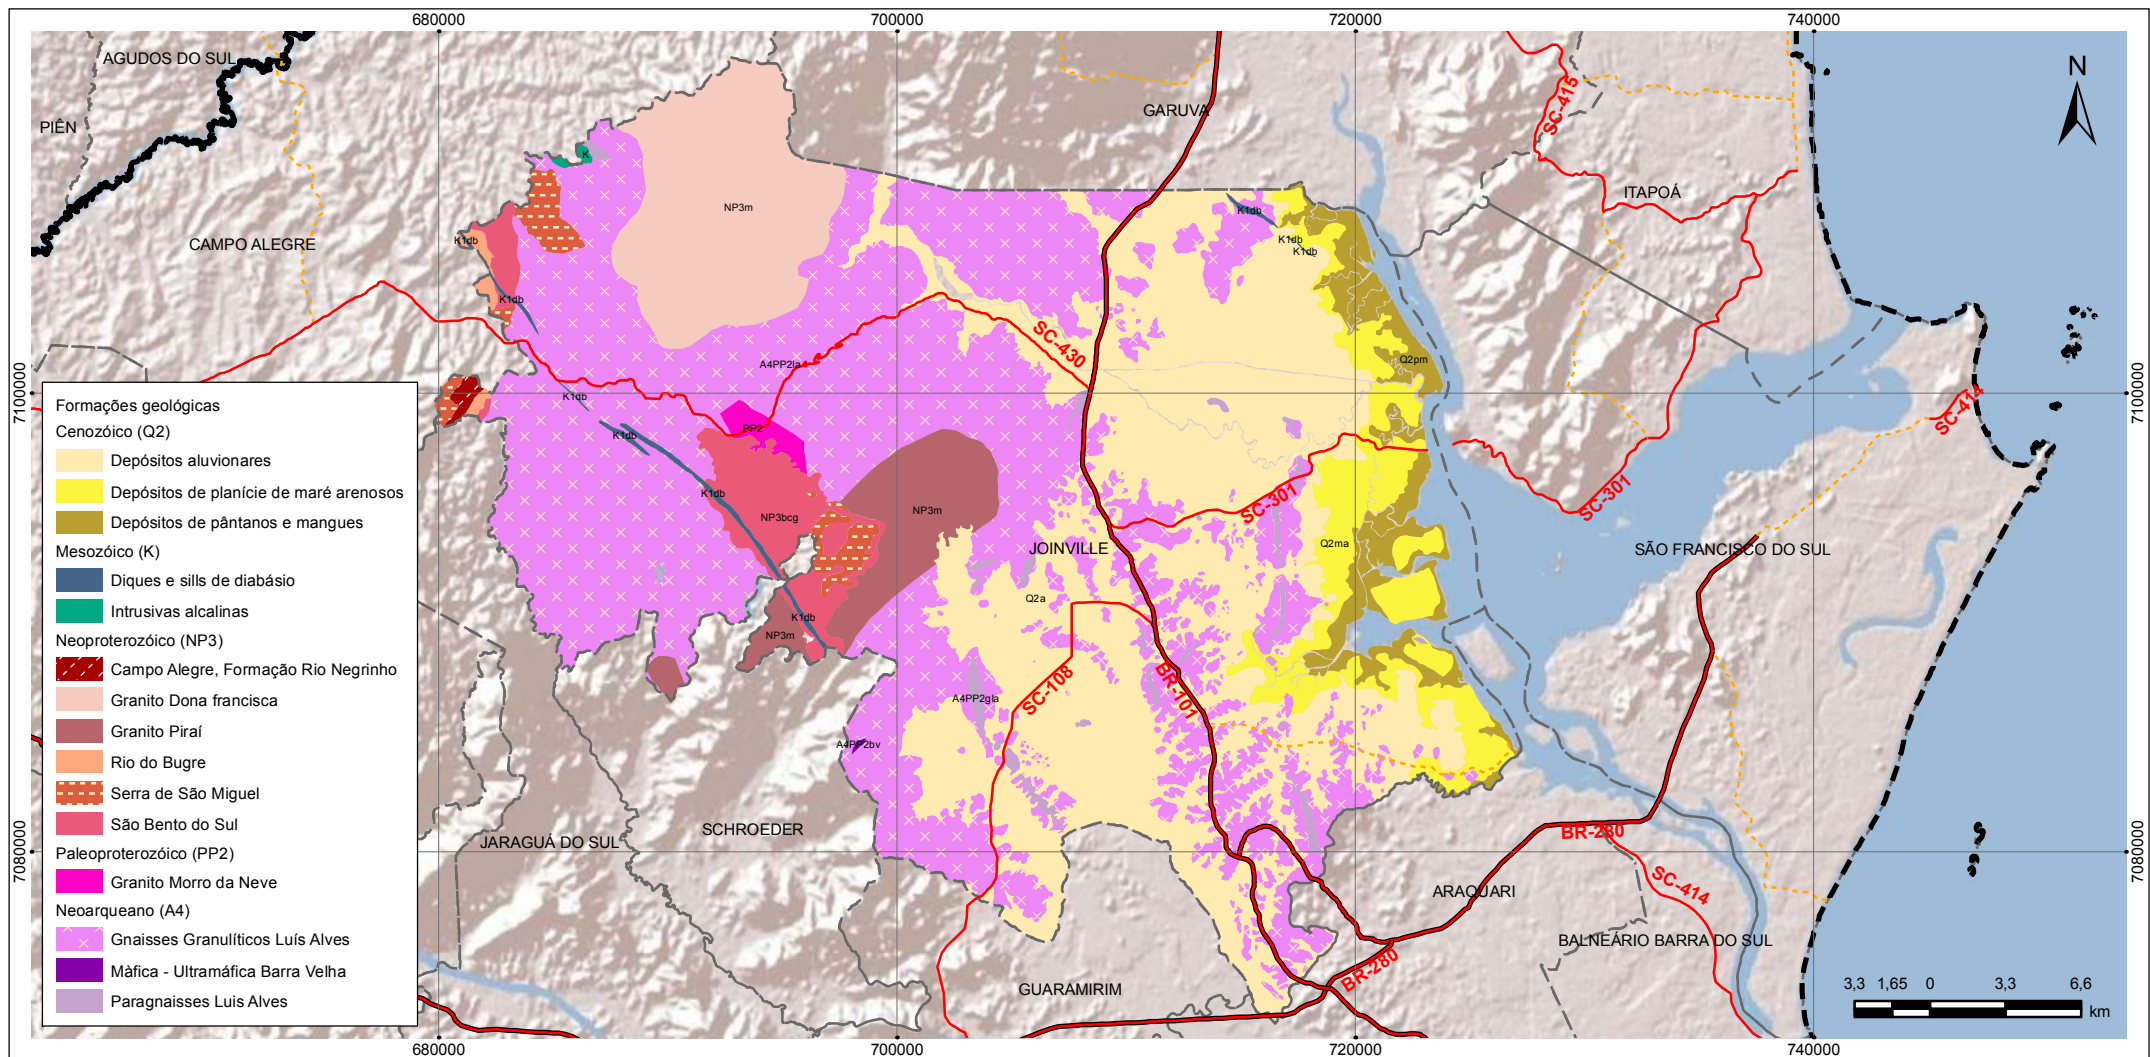 680000
700000
720000
740000
N
AGUDOS DO SUL
PIÊN
GARUVA
SC-415
ITAPOÁ
CAMPO ALEGRE
K
NP3m
K1db
K1db
K1db
K1db
K1db
SC-430
A4PP2la
Q2pm
7100000
7100000
K1db
K1db
PP2
SC-414
K1db
NP3bcg
NP3m
SC-301
SC-301
JOINVILLE
Q2ma
SÃO FRANCISCO DO SUL
Q2a
K1db
NP3m
A4PP2gla
SC-108
BR-101
A4PP2bv
SCHROEDER
JARAGUÁ DO SUL
BR-280
7080000
7080000
ARAQUARI
SC-414
BALNEÁRIO BARRA DO SUL
BR-280
GUARAMIRIM
Formações geológicas
Cenozóico (Q2)
Depósitos aluvionares
Depósitos de planície de maré arenosos
Depósitos de pântanos e mangues
Mesozóico (K)
Diques e sills de diabásio
Intrusivas alcalinas
Neoproterozóico (NP3)
Campo Alegre, Formação Rio Negrinho
Granito Dona francisca
Granito Piraí
Rio do Bugre
Serra de São Miguel
São Bento do Sul
Paleoproterozóico (PP2)
Granito Morro da Neve
Neoarqueano (A4)
Gnaisses Granulíticos Luís Alves
Màfica - Ultramáfica Barra Velha
Paragnaisses Luis Alves
3,3 1,65 0 3,3 6,6
km
680000
700000
720000
740000